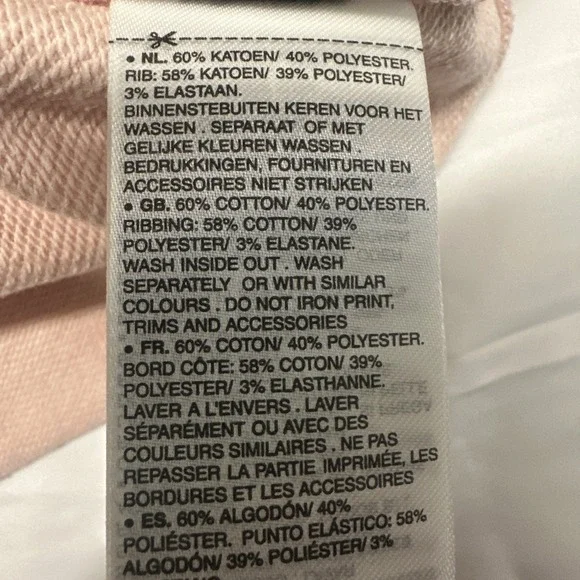 • NL. 60% KATOEN/ 40% POLYESTER.
RIB: 58% KATOEN/ 39% POLYESTER/
3% ELASTAAN.
BINNENSTEBUITEN KEREN VOOR HET
WASSEN . SEPARAAT OF MET
GELIJKE KLEUREN WASSEN .
BEDRUKKINGEN, FOURNITUREN EN
ACCESSOIRES NIET STRIJKEN
• GB. 60% COTTON/ 40% POLYESTER.
RIBBING: 58% COTTON/ 39%
POLYESTER/ 3% ELASTANE.
WASH INSIDE OUT . WASH
SEPARATELY OR WITH SIMILAR
COLOURS . DO NOT IRON PRINT,
TRIMS AND ACCESSORIES
• FR. 60% COTON/ 40% POLYESTER.
BORD CÔTE: 58% COTON/ 39%
POLYESTER/ 3% ELASTHANNE.
LAVER A L'ENVERS . LAVER
SÉPARÉMENT OU AVEC DES
COULEURS SIMILAIRES . NE PAS
REPASSER LA PARTIE IMPRIMÉE, LES
BORDURES ET LES ACCESSOIRES
• ES. 60% ALGODÓN/ 40%
POLIÉSTER. PUNTO ELÁSTICO: 58%
ALGODÓN/ 39% POLIÉSTER/ 3%